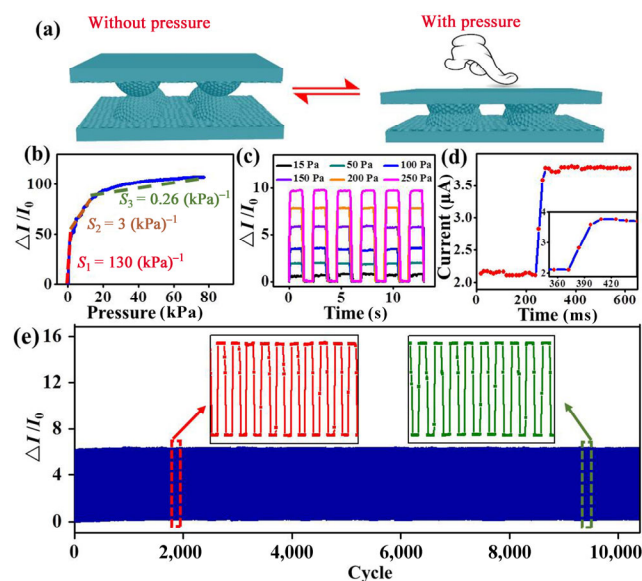 (a)
Without pressure
With pressure
(b)
△I/I0
100
50
0
S3 = 0.26 (kPa)−1
S2 = 3 (kPa)−1
S1 = 130 (kPa)−1
0 20 40 60 80 100
Pressure (kPa)
(c)
15 Pa 50 Pa 100 Pa
150 Pa 200 Pa 250 Pa
△I/I0
10
5
0
0 5 10
Time (s)
(d)
Current (μA)
4.0
3.5
3.0
2.5
2.0
4
3
2
360 390 420
0 200 400 600
Time (ms)
(e)
△I/I0
16
12
8
4
0
0 2,000 4,000 6,000 8,000 10,000
Cycle